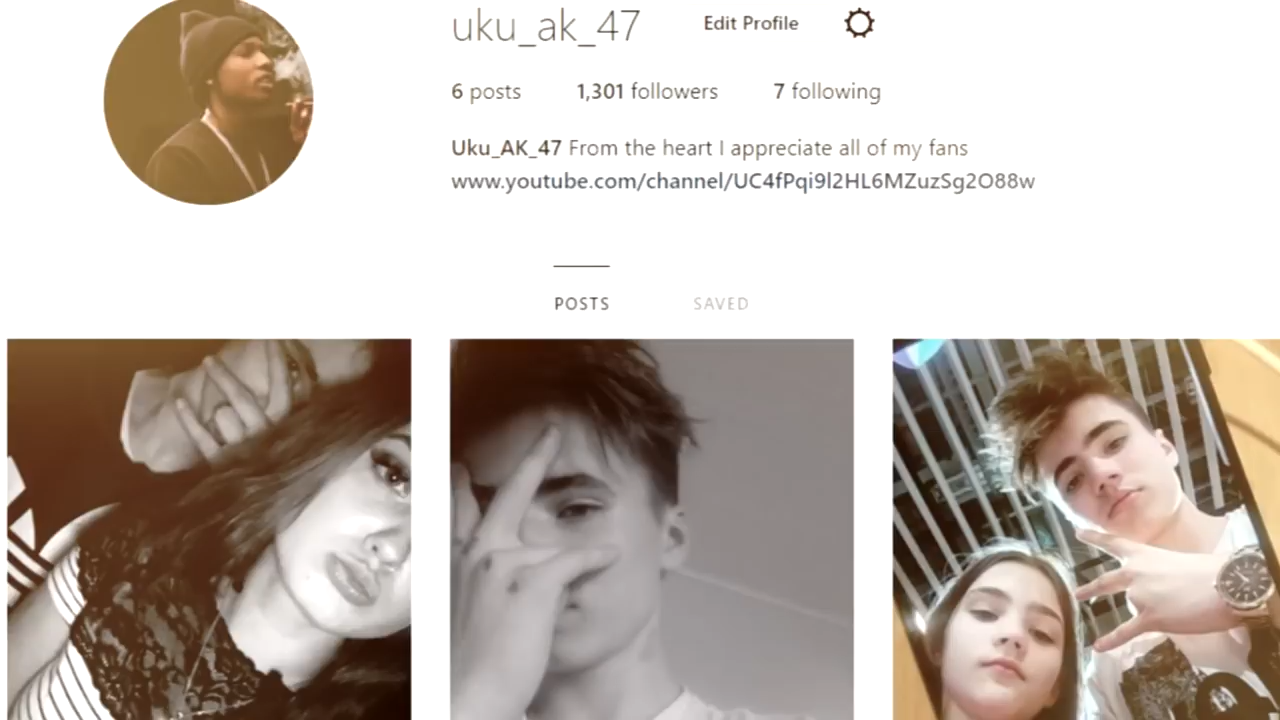 uku_ak_47 Edit Profile
6 posts 1,301 followers 7 following
Uku_AK_47 From the heart I appreciate all of my fans
www.youtube.com/channel/UC4fPqi9l2HL6MZuzSg2O88w
POSTS SAVED